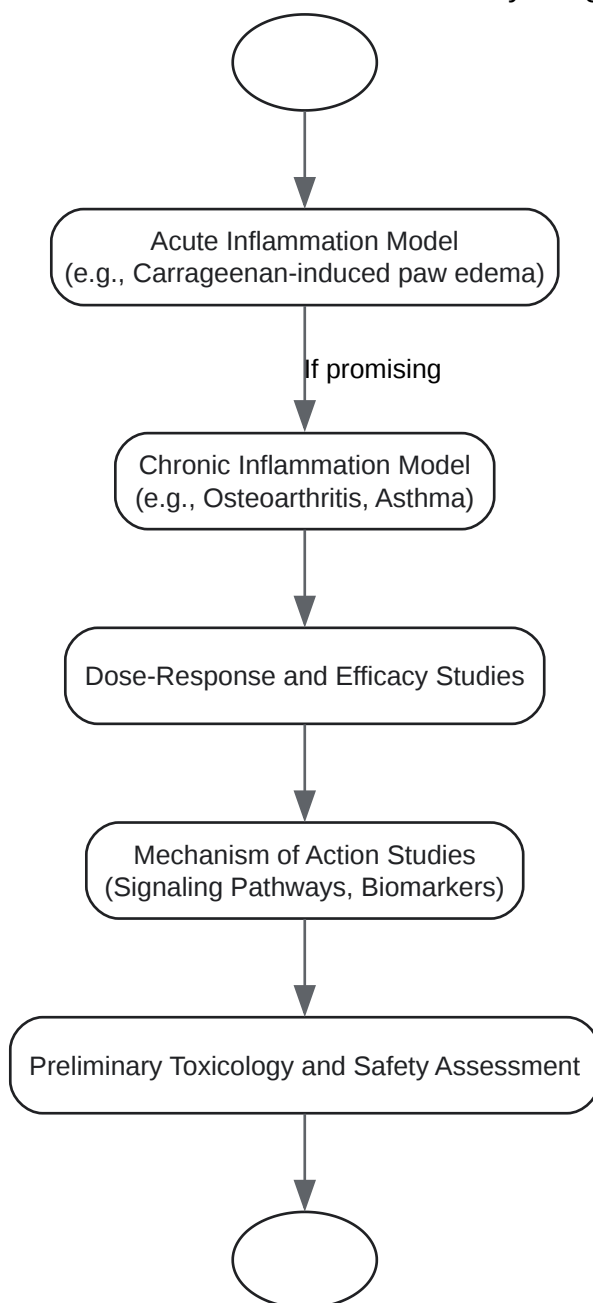 Acute Inflammation Model
(e.g., Carrageenan-induced paw edema)
If promising
Chronic Inflammation Model
(e.g., Osteoarthritis, Asthma)
Dose-Response and Efficacy Studies
Mechanism of Action Studies
(Signaling Pathways, Biomarkers)
Preliminary Toxicology and Safety Assessment